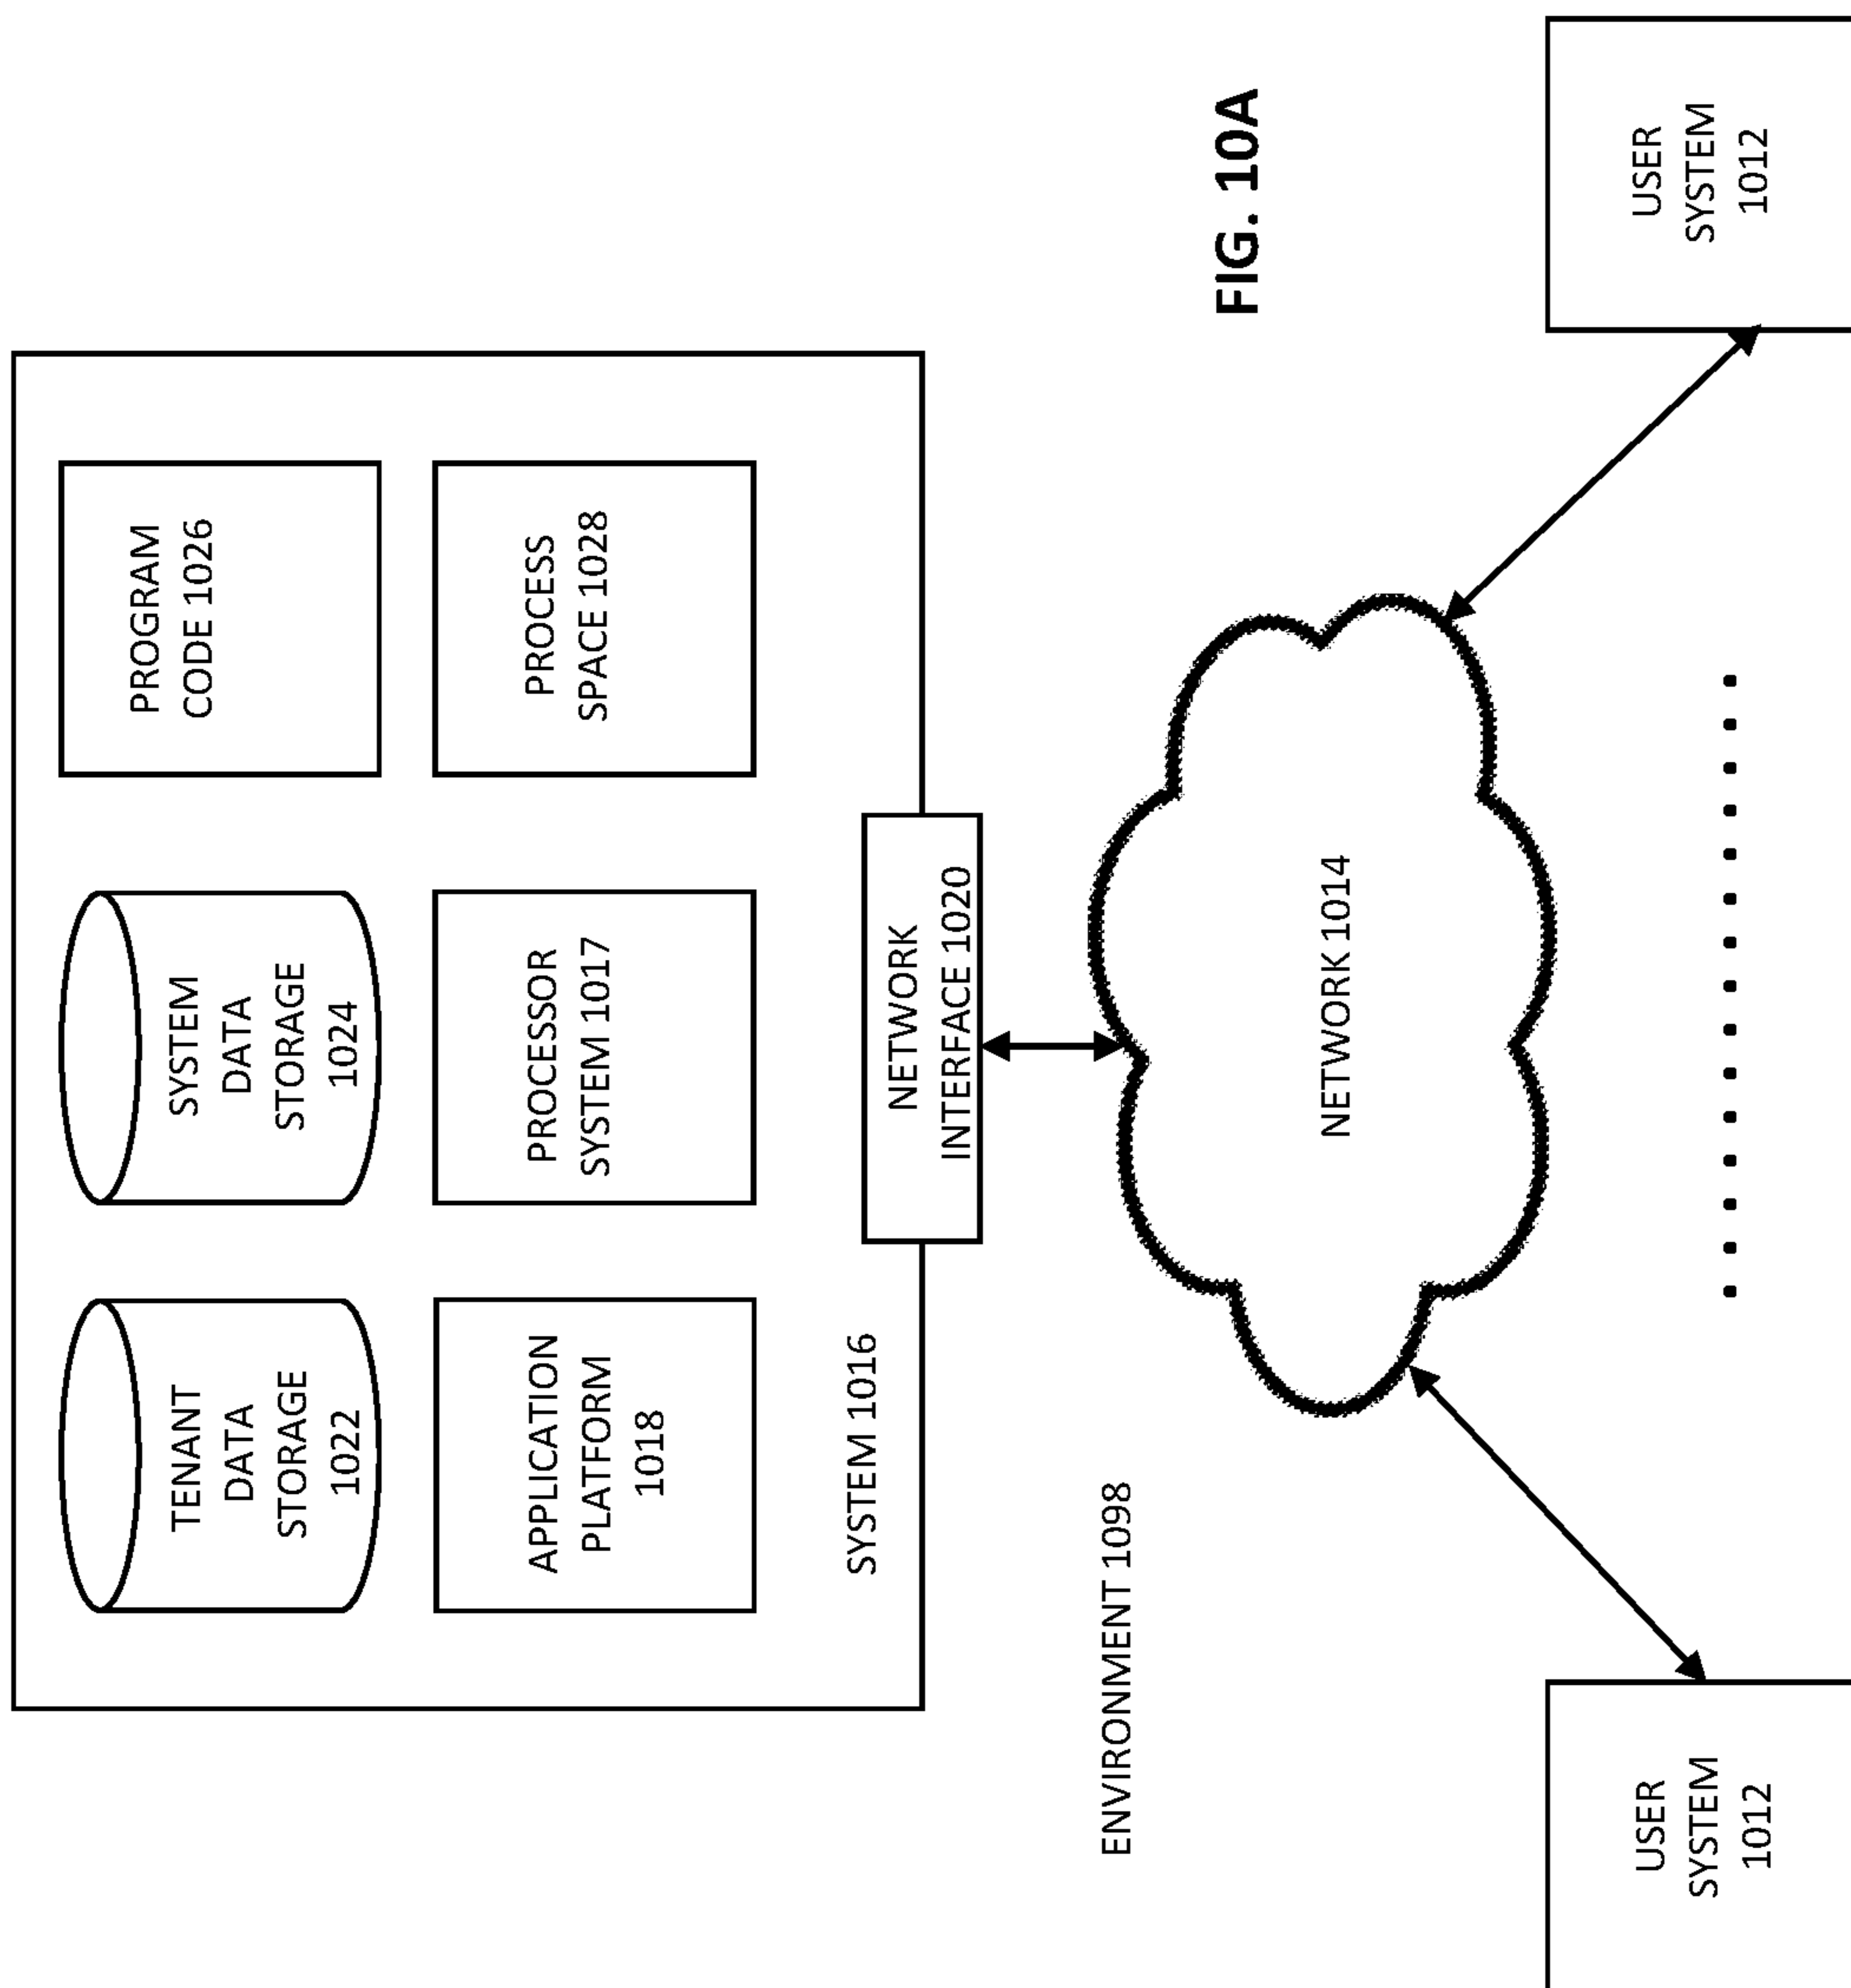 TENANT
DATA
STORAGE
1022
SYSTEM
DATA
STORAGE
1024
PROGRAM
CODE 1026
APPLICATION
PLATFORM
1018
PROCESSOR
SYSTEM 1017
PROCESS
SPACE 1028
SYSTEM 1016
NETWORK
INTERFACE 1020
ENVIRONMENT 1098
NETWORK 1014
FIG. 10A
USER
SYSTEM
1012
USER
SYSTEM
1012